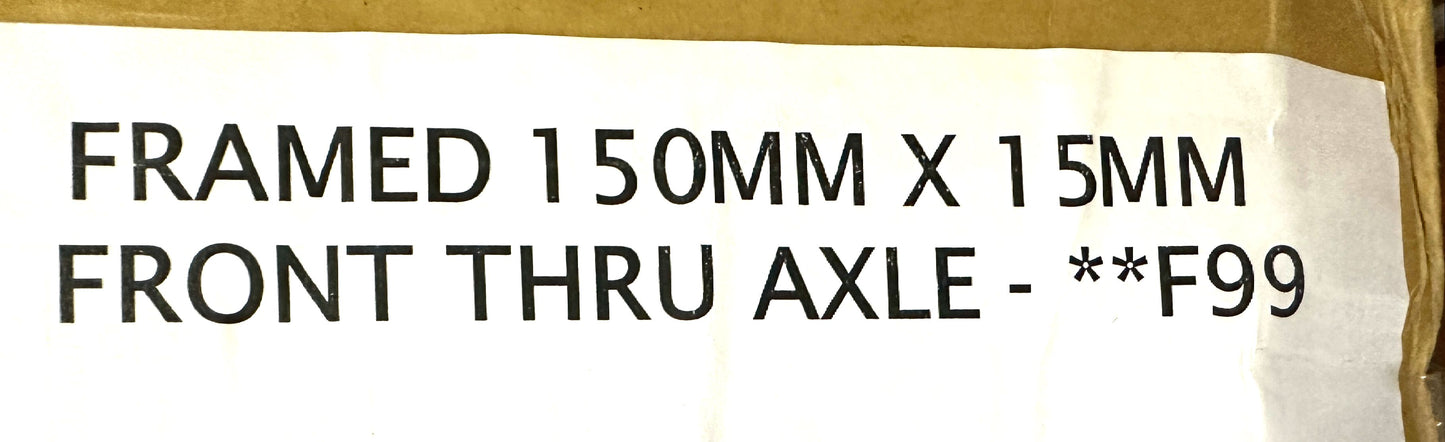 FRAMED 150MM X 15MM
FRONT THRU AXLE - **F99